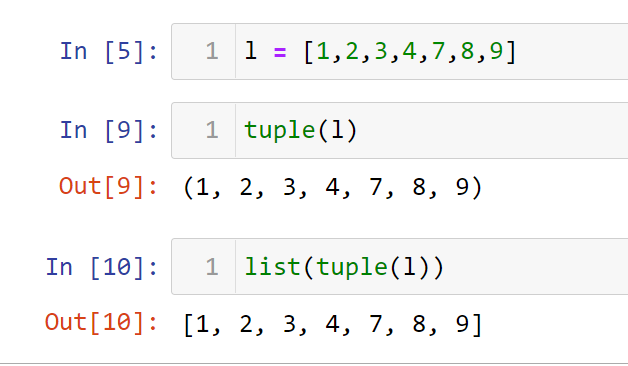 In [5]: 1 l = [1,2,3,4,7,8,9]
In [9]: 1 tuple(l)
Out[9]: (1, 2, 3, 4, 7, 8, 9)
In [10]: 1 list(tuple(l))
Out[10]: [1, 2, 3, 4, 7, 8, 9]